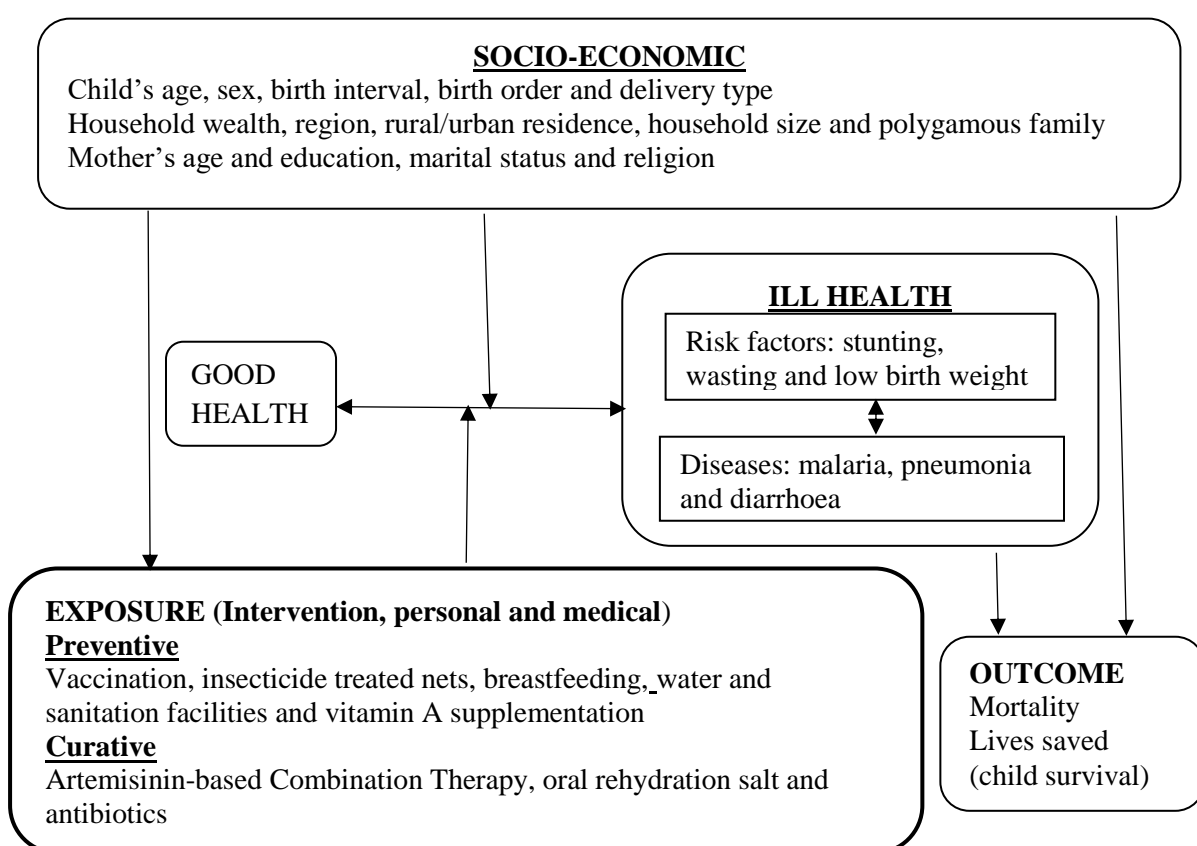 SOCIO-ECONOMIC
Child’s age, sex, birth interval, birth order and delivery type
Household wealth, region, rural/urban residence, household size and polygamous family
Mother’s age and education, marital status and religion
ILL HEALTH
Risk factors: stunting,
wasting and low birth weight
GOOD
HEALTH
Diseases: malaria, pneumonia
and diarrhoea
EXPOSURE (Intervention, personal and medical)
Preventive
Vaccination, insecticide treated nets, breastfeeding, water and
sanitation facilities and vitamin A supplementation
Curative
Artemisinin-based Combination Therapy, oral rehydration salt and
antibiotics
OUTCOME
Mortality
Lives saved
(child survival)